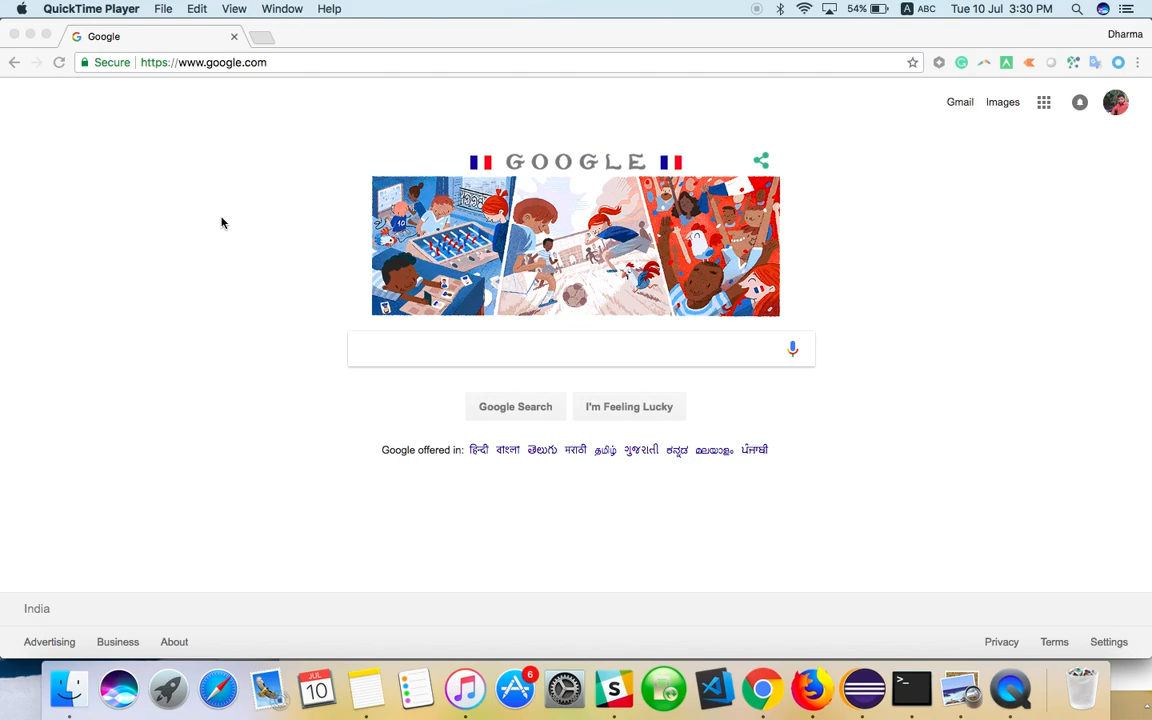 QuickTime Player File Edit View Window Help 54% A ABC Tue 10 Jul 3:30 PM
Google Dharma
Secure https://www.google.com
Gmail Images
GOOGLE
1998
10
Google Search I'm Feeling Lucky
Google offered in: हिन्दी বাংলা తెలుగు मराठी தமிழ் ગુજરાતી ಕನ್ನಡ മലയാളം ਪੰਜਾਬੀ
India
Advertising Business About Privacy Terms Settings
JUL
10
6